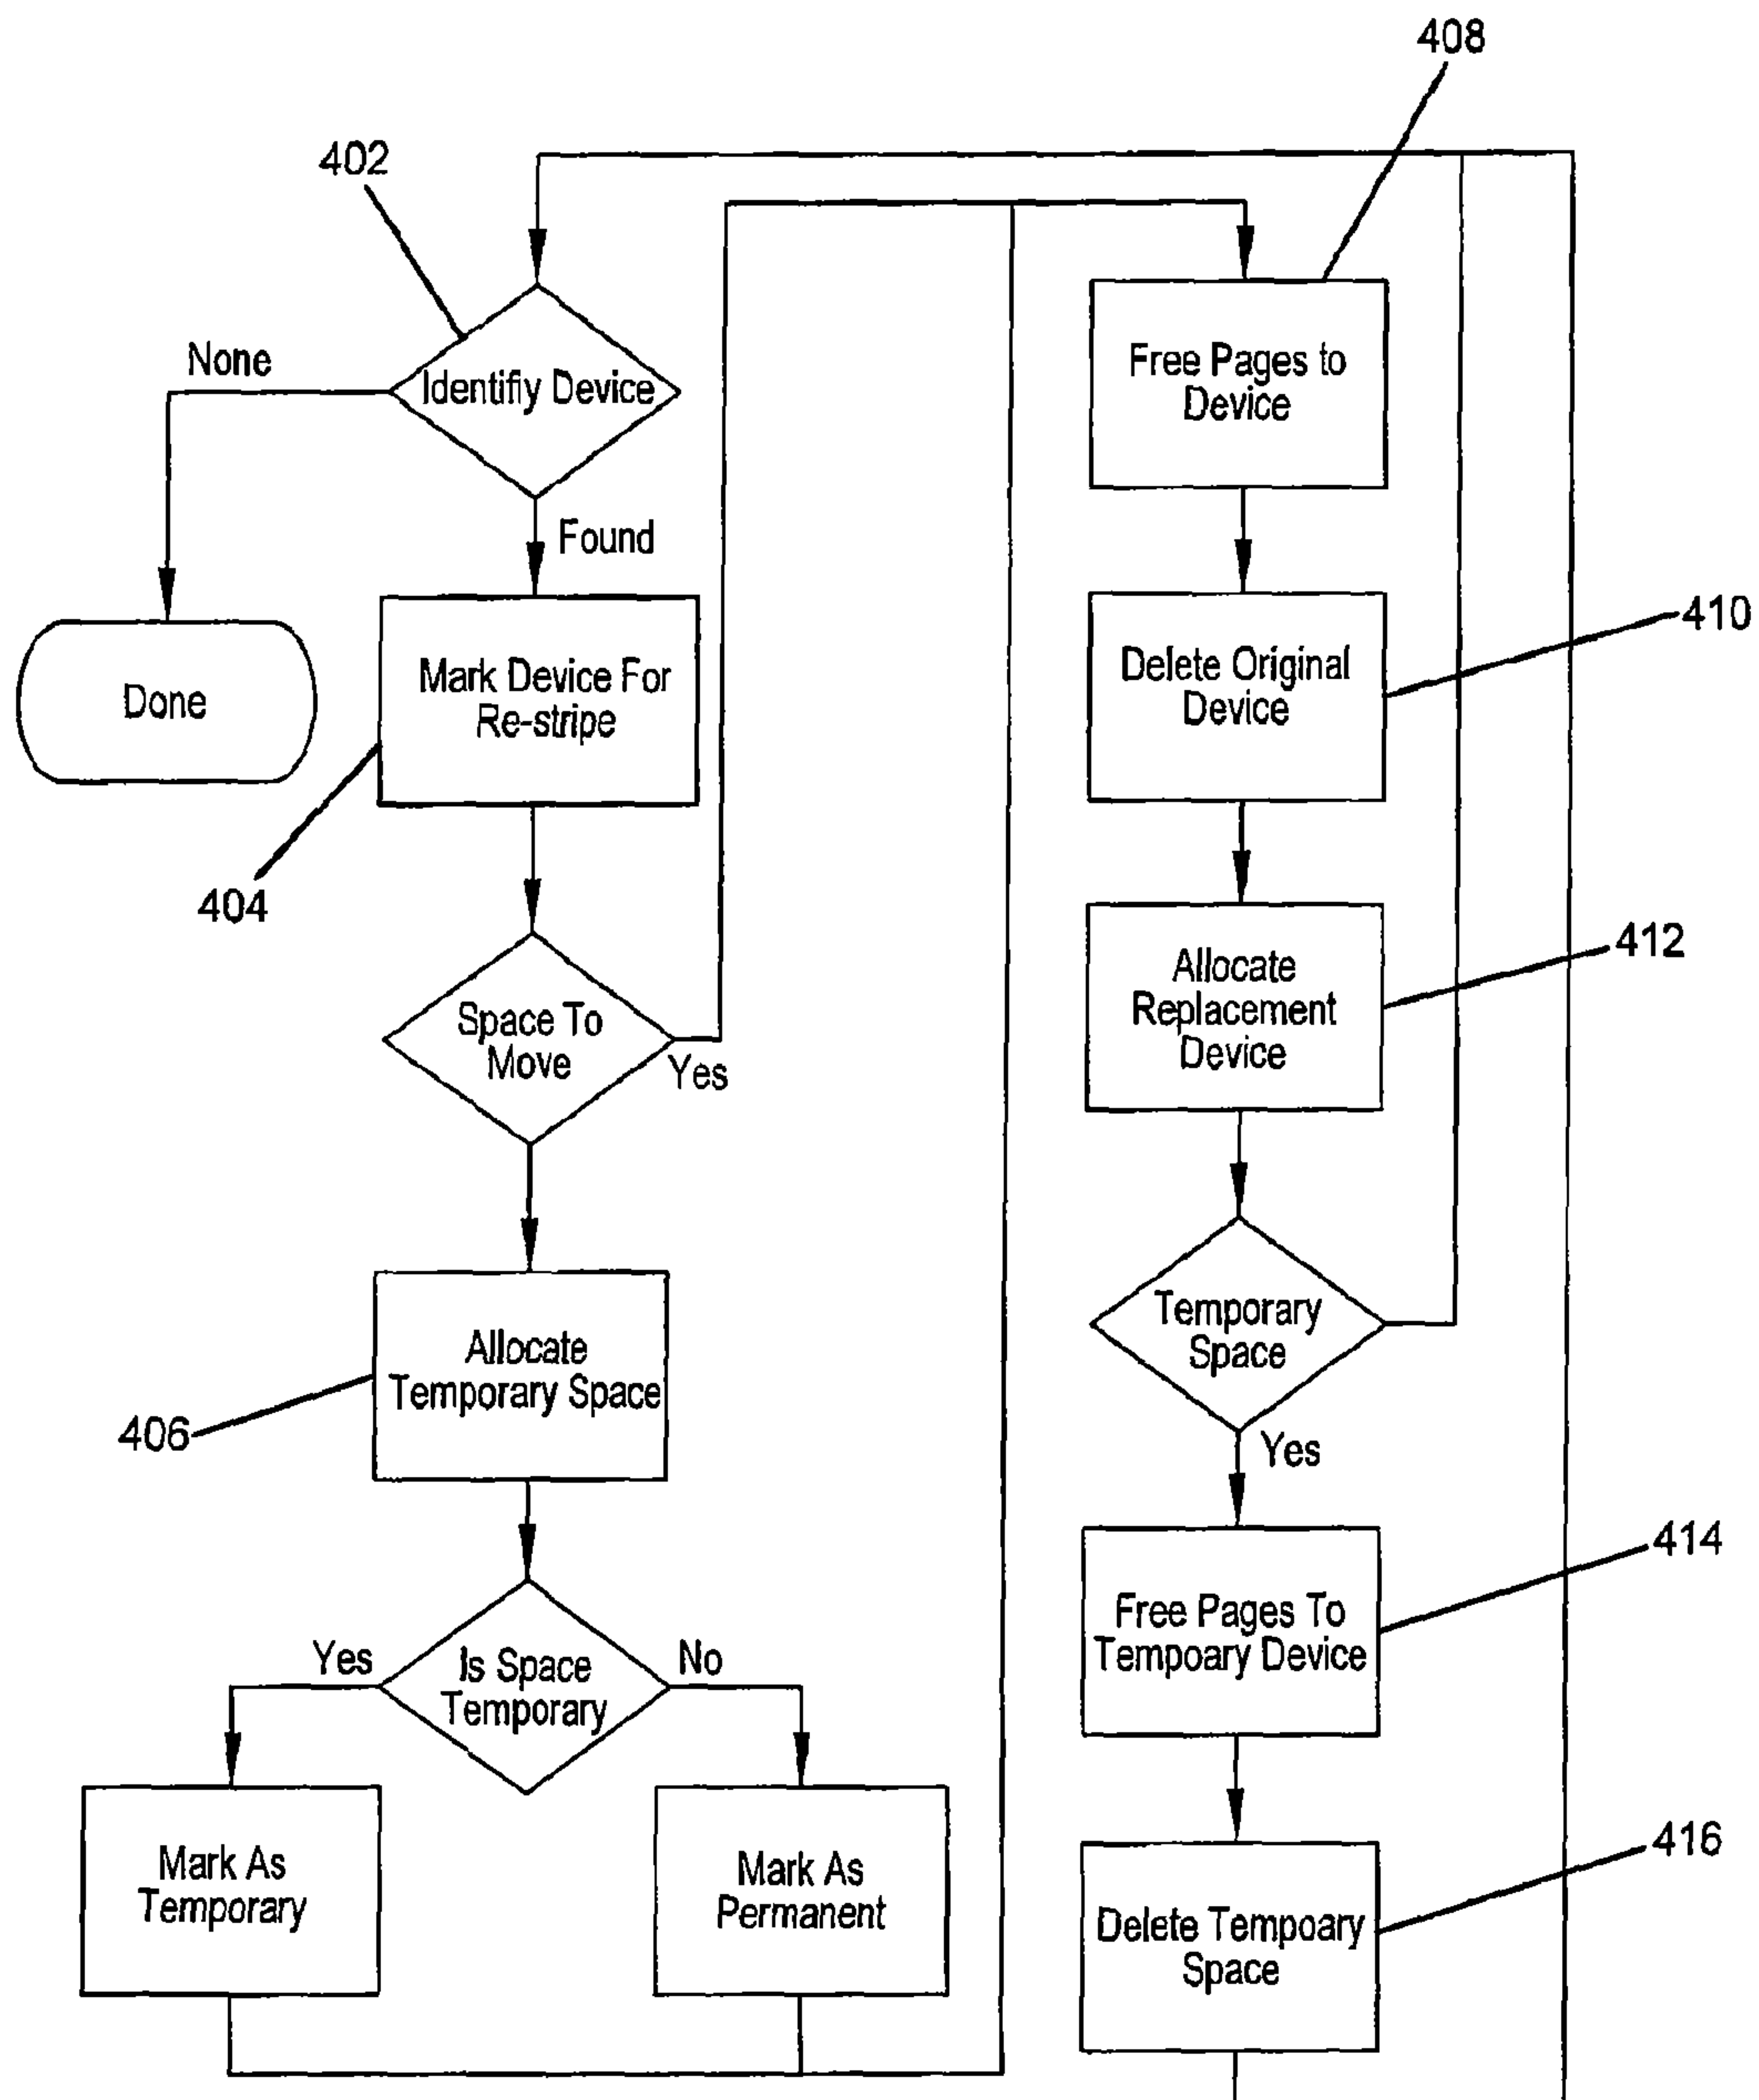 408
402
None
Identifiy Device
Found
Done
Mark Device For
Re-stripe
404
Space To
Move
Yes
Allocate
Temporary Space
406
Yes
Is Space
Temporary
No
Mark As
Temporary
Mark As
Permanent
Free Pages to
Device
Delete Original
Device
410
Allocate
Replacement
Device
412
Temporary
Space
Yes
Free Pages To
Tempoary Device
414
Delete Tempoary
Space
416